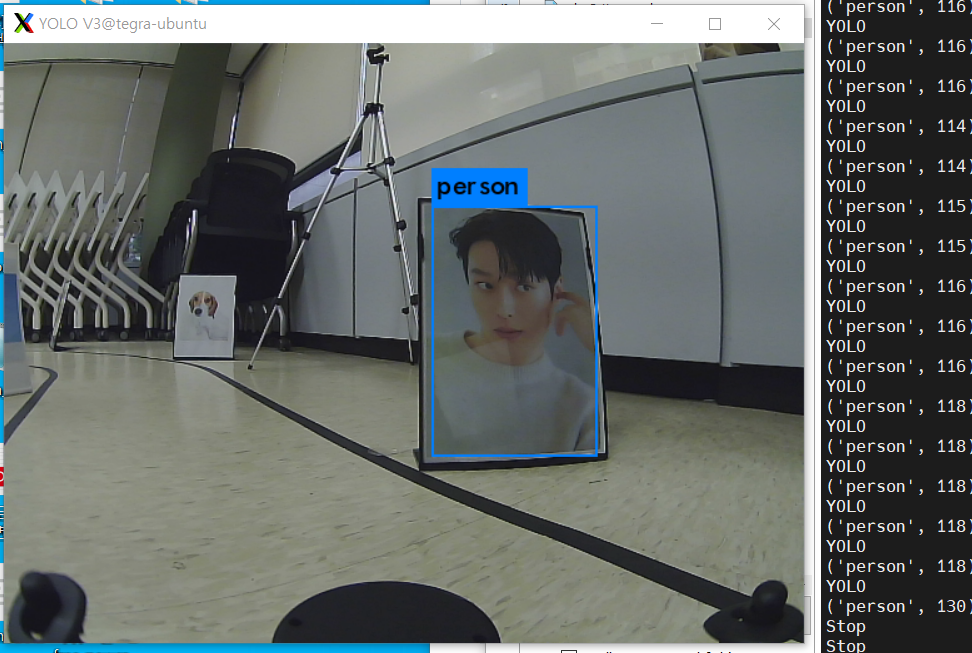 YOLO V3@tegra-ubuntu
person
('person', 116)
YOLO
('person', 116)
YOLO
('person', 116)
YOLO
('person', 114)
YOLO
('person', 114)
YOLO
('person', 115)
YOLO
('person', 115)
YOLO
('person', 116)
YOLO
('person', 116)
YOLO
('person', 116)
YOLO
('person', 118)
YOLO
('person', 118)
YOLO
('person', 118)
YOLO
('person', 118)
YOLO
('person', 118)
YOLO
('person', 130)
Stop
Stop